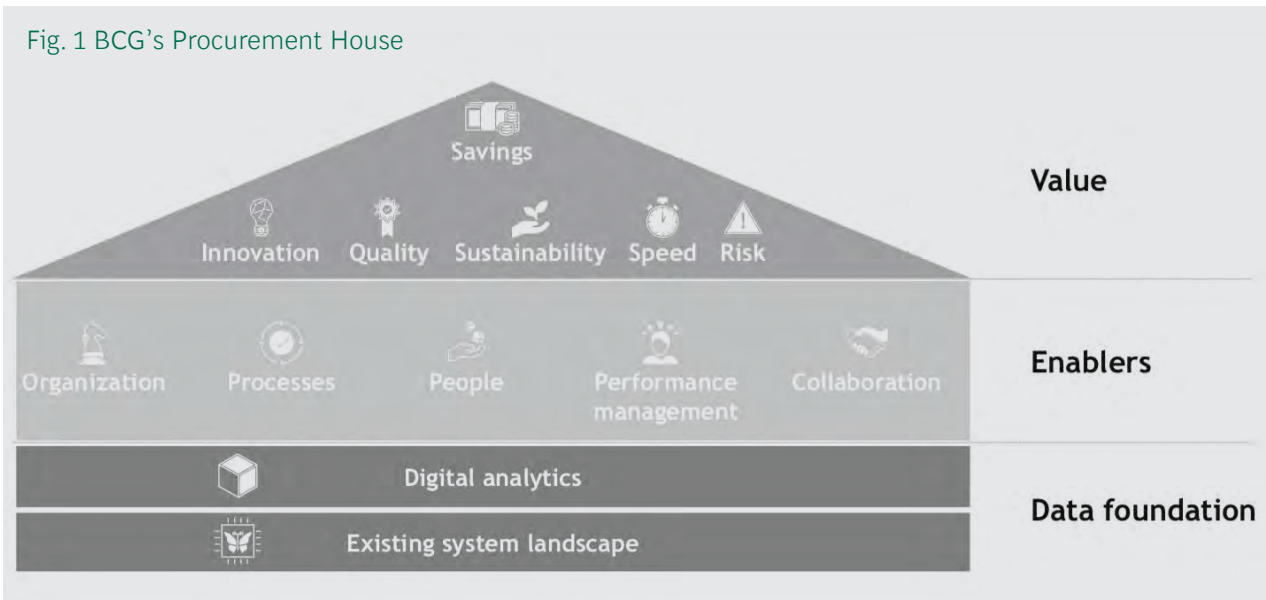 Fig. 1 BCG's Procurement House
Savings
Value
Innovation Quality Sustainability Speed Risk
Organization Processes People Performance management Collaboration
Enablers
Digital analytics
Existing system landscape
Data foundation